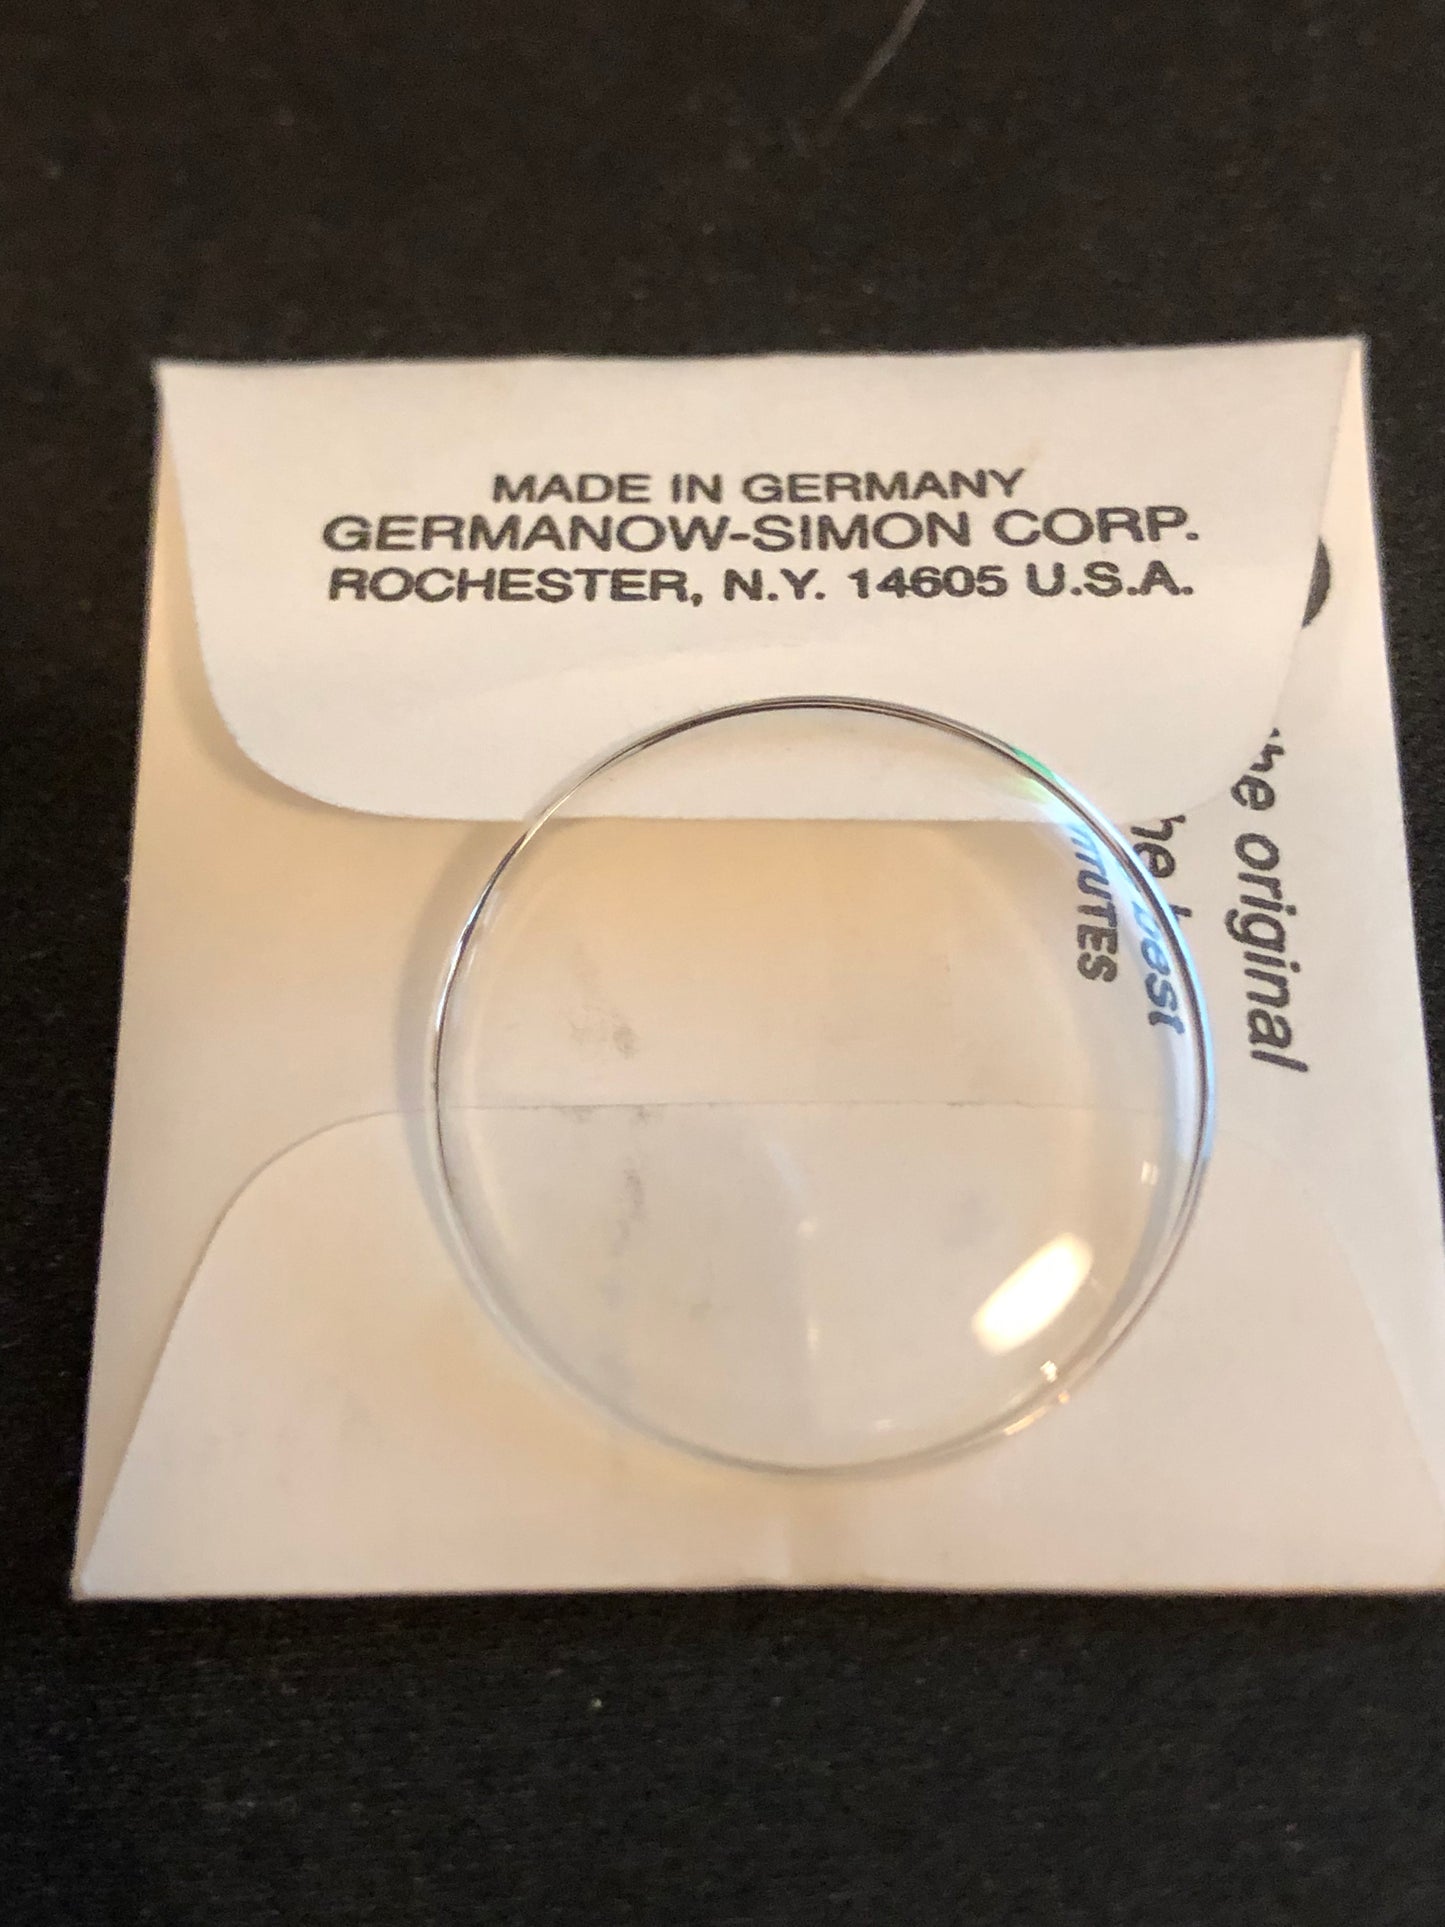 MADE IN GERMANY
GERMANOW-SIMON CORP.
ROCHESTER, N.Y. 14605 U.S.A.
original
best